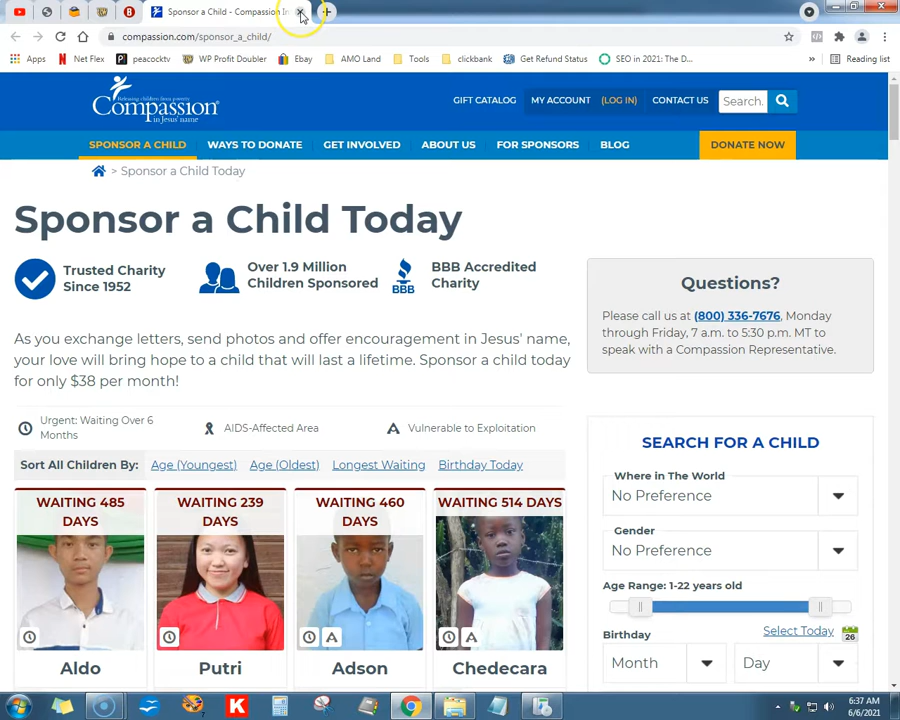 Sponsor a Child - Compassion In
compassion.com/sponsor_a_child/
Apps
Net Flex
peacocktv
WP Profit Doubler
Ebay
AMO Land
Tools
clickbank
Get Refund Status
SEO in 2021: The D...
»
Reading list
Releasing children from poverty
Compassion®
in Jesus' name
GIFT CATALOG
MY ACCOUNT (LOG IN)
CONTACT US
Search.
SPONSOR A CHILD
WAYS TO DONATE
GET INVOLVED
ABOUT US
FOR SPONSORS
BLOG
DONATE NOW
> Sponsor a Child Today
Sponsor a Child Today
Trusted Charity
Since 1952
Over 1.9 Million
Children Sponsored
BBB
BBB Accredited
Charity
As you exchange letters, send photos and offer encouragement in Jesus' name,
your love will bring hope to a child that will last a lifetime. Sponsor a child today
for only $38 per month!
Questions?
Please call us at (800) 336-7676, Monday
through Friday, 7 a.m. to 5:30 p.m. MT to
speak with a Compassion Representative.
Urgent: Waiting Over 6
Months
AIDS-Affected Area
Vulnerable to Exploitation
Sort All Children By:
Age (Youngest)
Age (Oldest)
Longest Waiting
Birthday Today
WAITING 485
DAYS
Aldo
WAITING 239
DAYS
Putri
WAITING 460
DAYS
Adson
WAITING 514 DAYS
Chedecara
SEARCH FOR A CHILD
Where in The World
No Preference
Gender
No Preference
Age Range: 1-22 years old
Birthday
Select Today
26
Month
Day
6:37 AM
6/6/2021